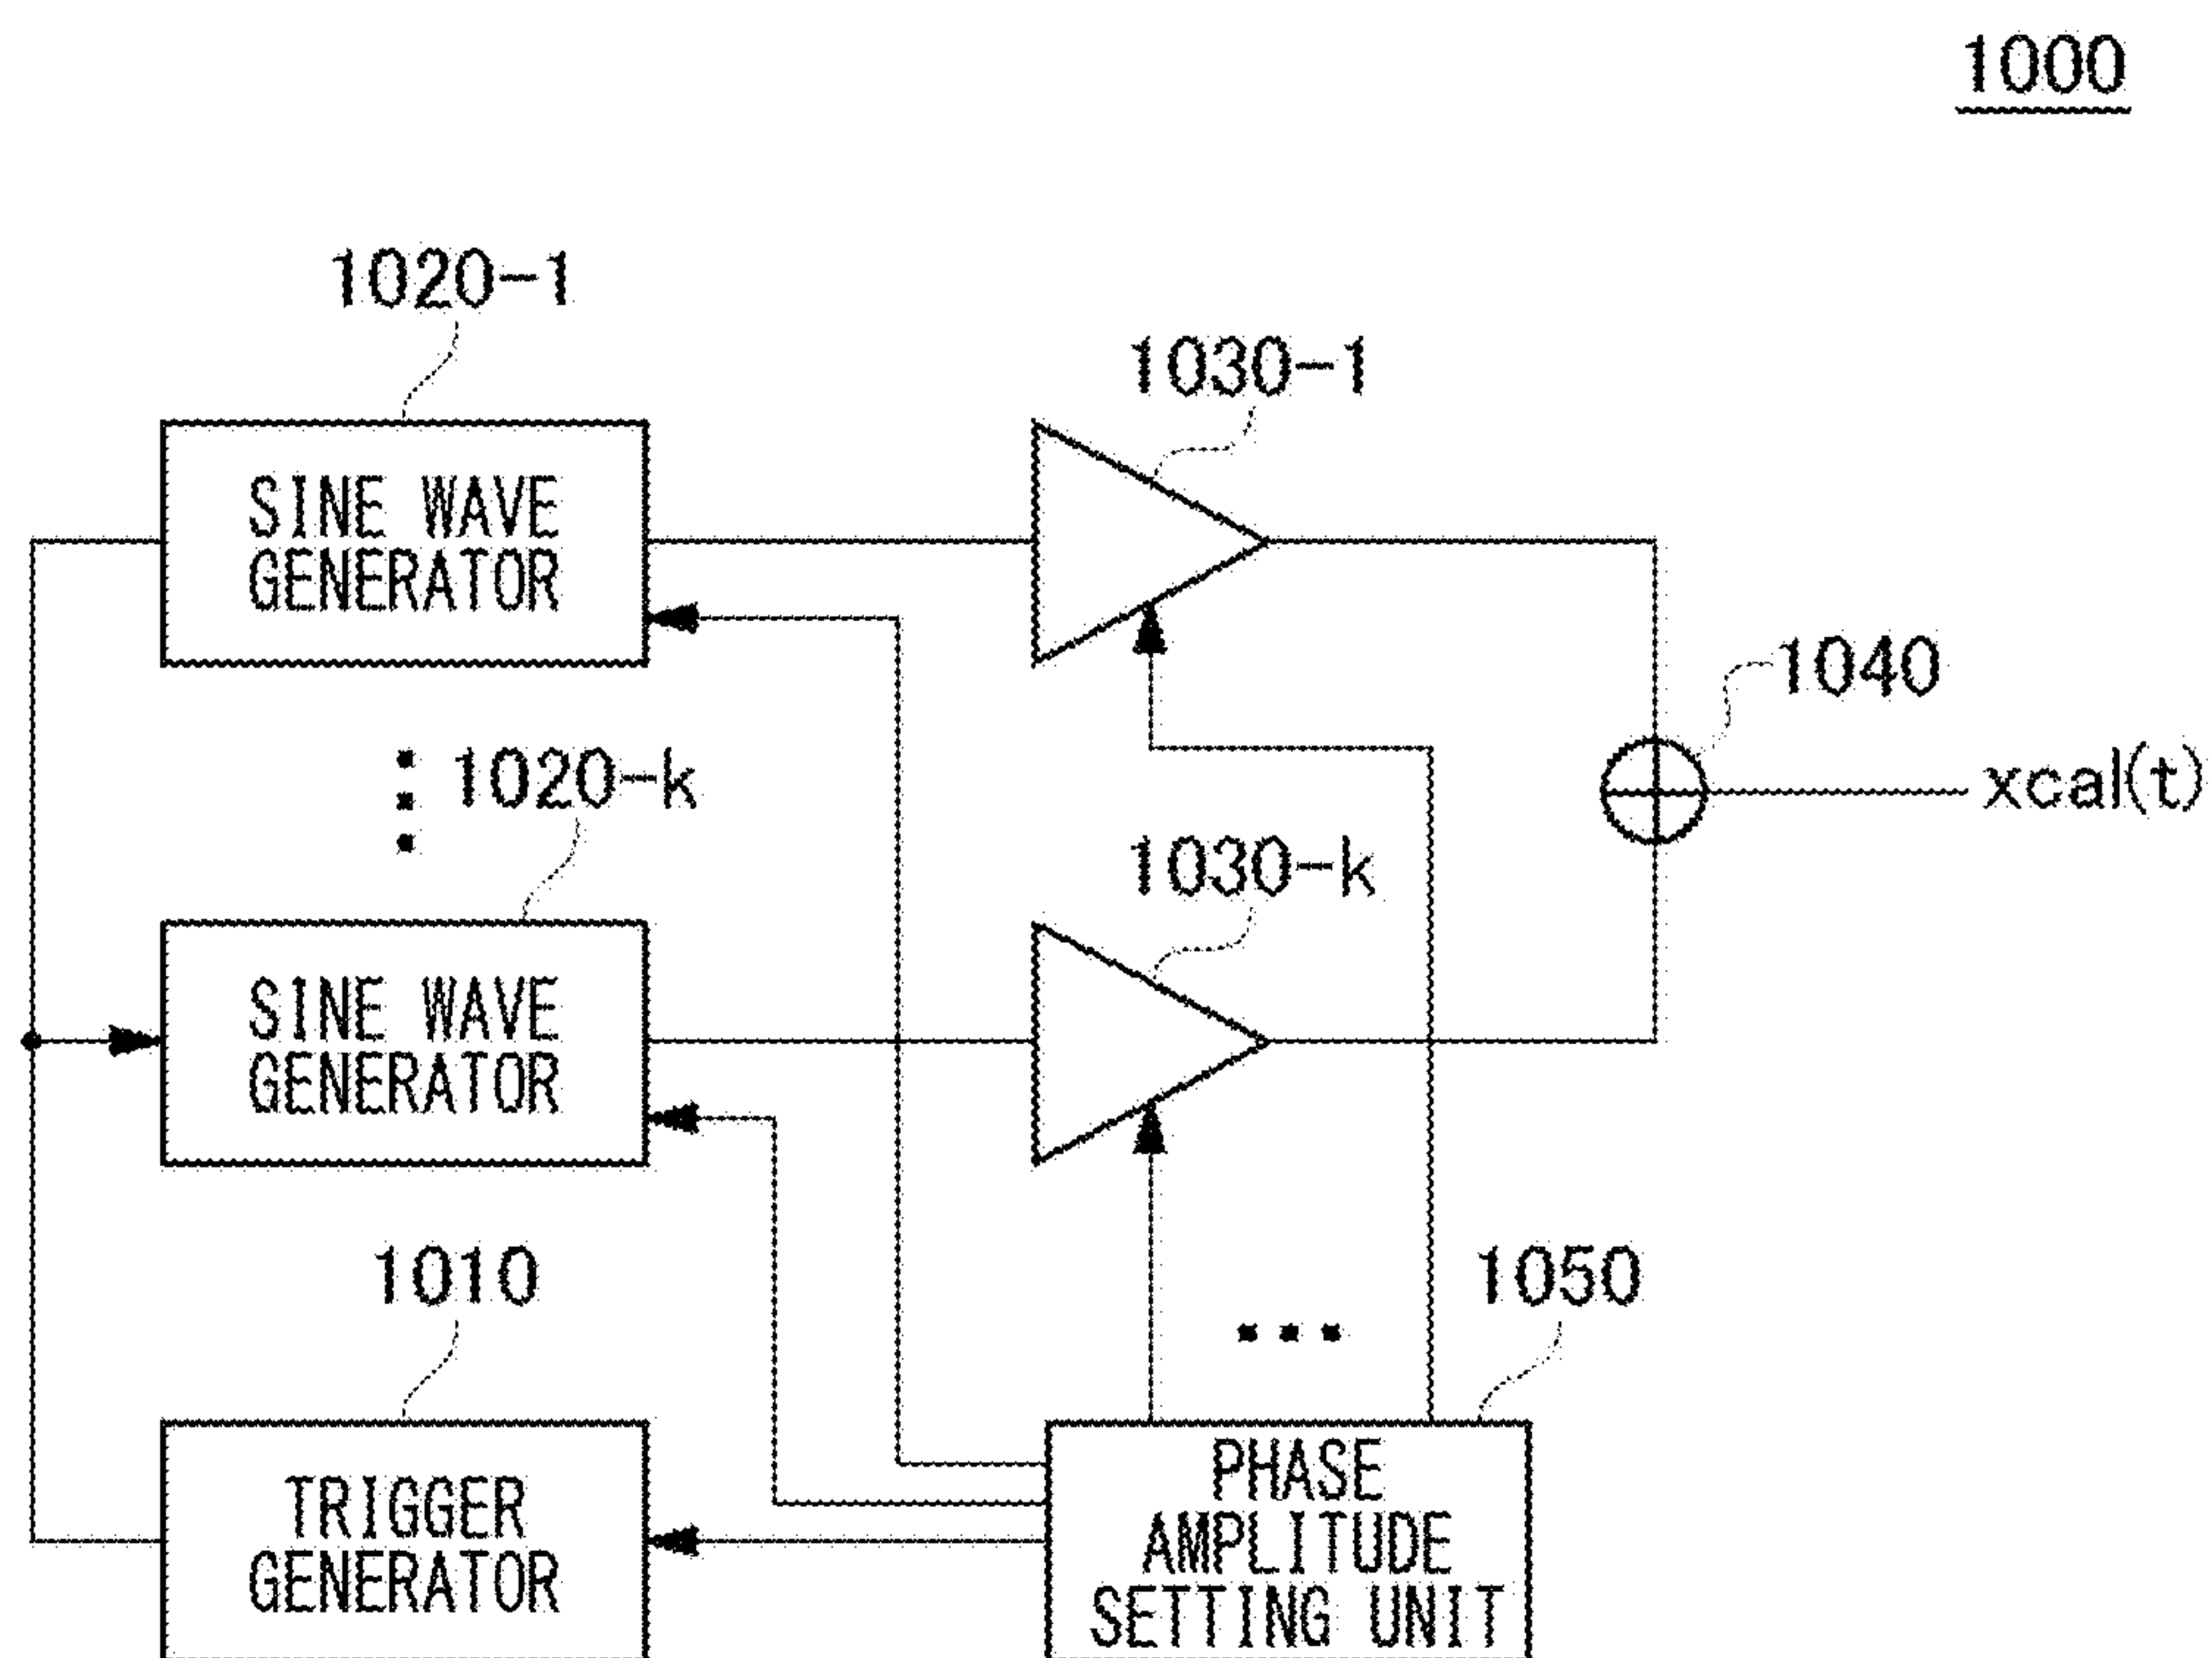 1000
1020-1
1030-1
SINE WAVE
GENERATOR
1040
1020-k
xcal(t)
1030-k
SINE WAVE
GENERATOR
1010
1050
TRIGGER
GENERATOR
PHASE
AMPLITUDE
SETTING UNIT